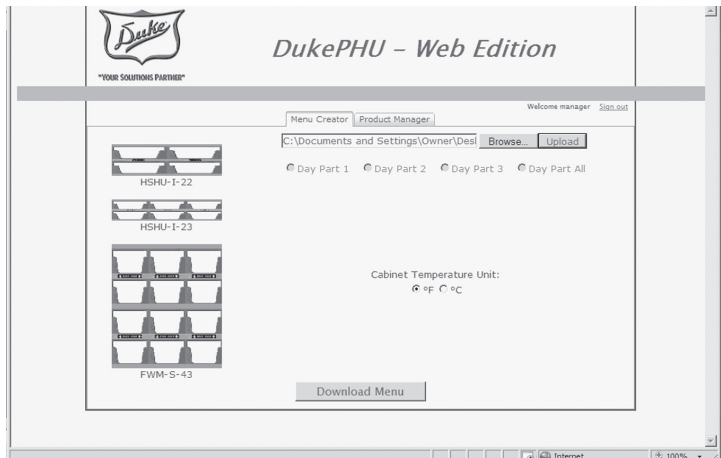 Duke
"YOUR SOLUTIONS PARTNER"
DukePHU – Web Edition
Welcome manager Sign out
Menu Creator Product Manager
C:\Documents and Settings\Owner\Desl Browse... Upload
Day Part 1 Day Part 2 Day Part 3 Day Part All
HSHU-I-22
HSHU-I-23
FWM-S-43
Cabinet Temperature Unit:
ºF ºC
Download Menu
Internet 100%